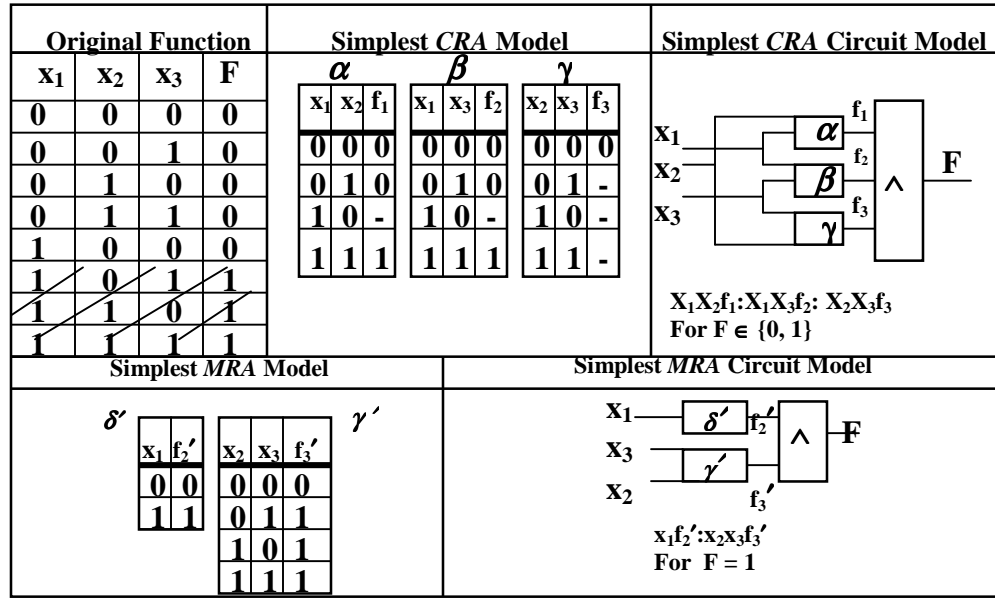 Original Function
x1 x2 x3 F
0 0 0 0
0 0 1 0
0 1 0 0
0 1 1 0
1 0 0 0
1 0 1 1
1 1 0 1
1 1 1 1
Simplest CRA Model
α β γ
x1 x2 f1 x1 x3 f2 x2 x3 f3
0 0 0 0 0 0 0 0 0
0 1 0 0 1 0 0 1 -
1 0 - 1 0 - 1 0 -
1 1 1 1 1 1 1 1 -
Simplest CRA Circuit Model
x1
x2
x3
α
β
γ
f1
f2
f3
∧
F
X1X2f1:X1X3f2: X2X3f3
For F ∈ {0, 1}
Simplest MRA Model
δ′ γ′
x1 f2′ x2 x3 f3′
0 0 0 0 0
1 1 0 1 1
1 0 1
1 1 1
Simplest MRA Circuit Model
x1
x3
x2
δ′
γ′
f2′
f3′
∧
F
x1f2′:x2x3f3′
For F = 1